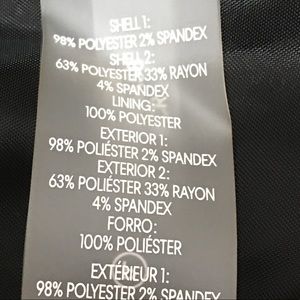 SHELL 1:
98% POLYESTER 2% SPANDEX
SHELL 2:
63% POLYESTER 33% RAYON
4% SPANDEX
LINING:
100% POLYESTER
EXTERIOR 1:
98% POLIÉSTER 2% SPANDEX
EXTERIOR 2:
63% POLIÉSTER 33% RAYON
4% SPANDEX
FORRO:
100% POLIÉSTER
EXTÉRIEUR 1:
98% POLYESTER 2% SPANDEX